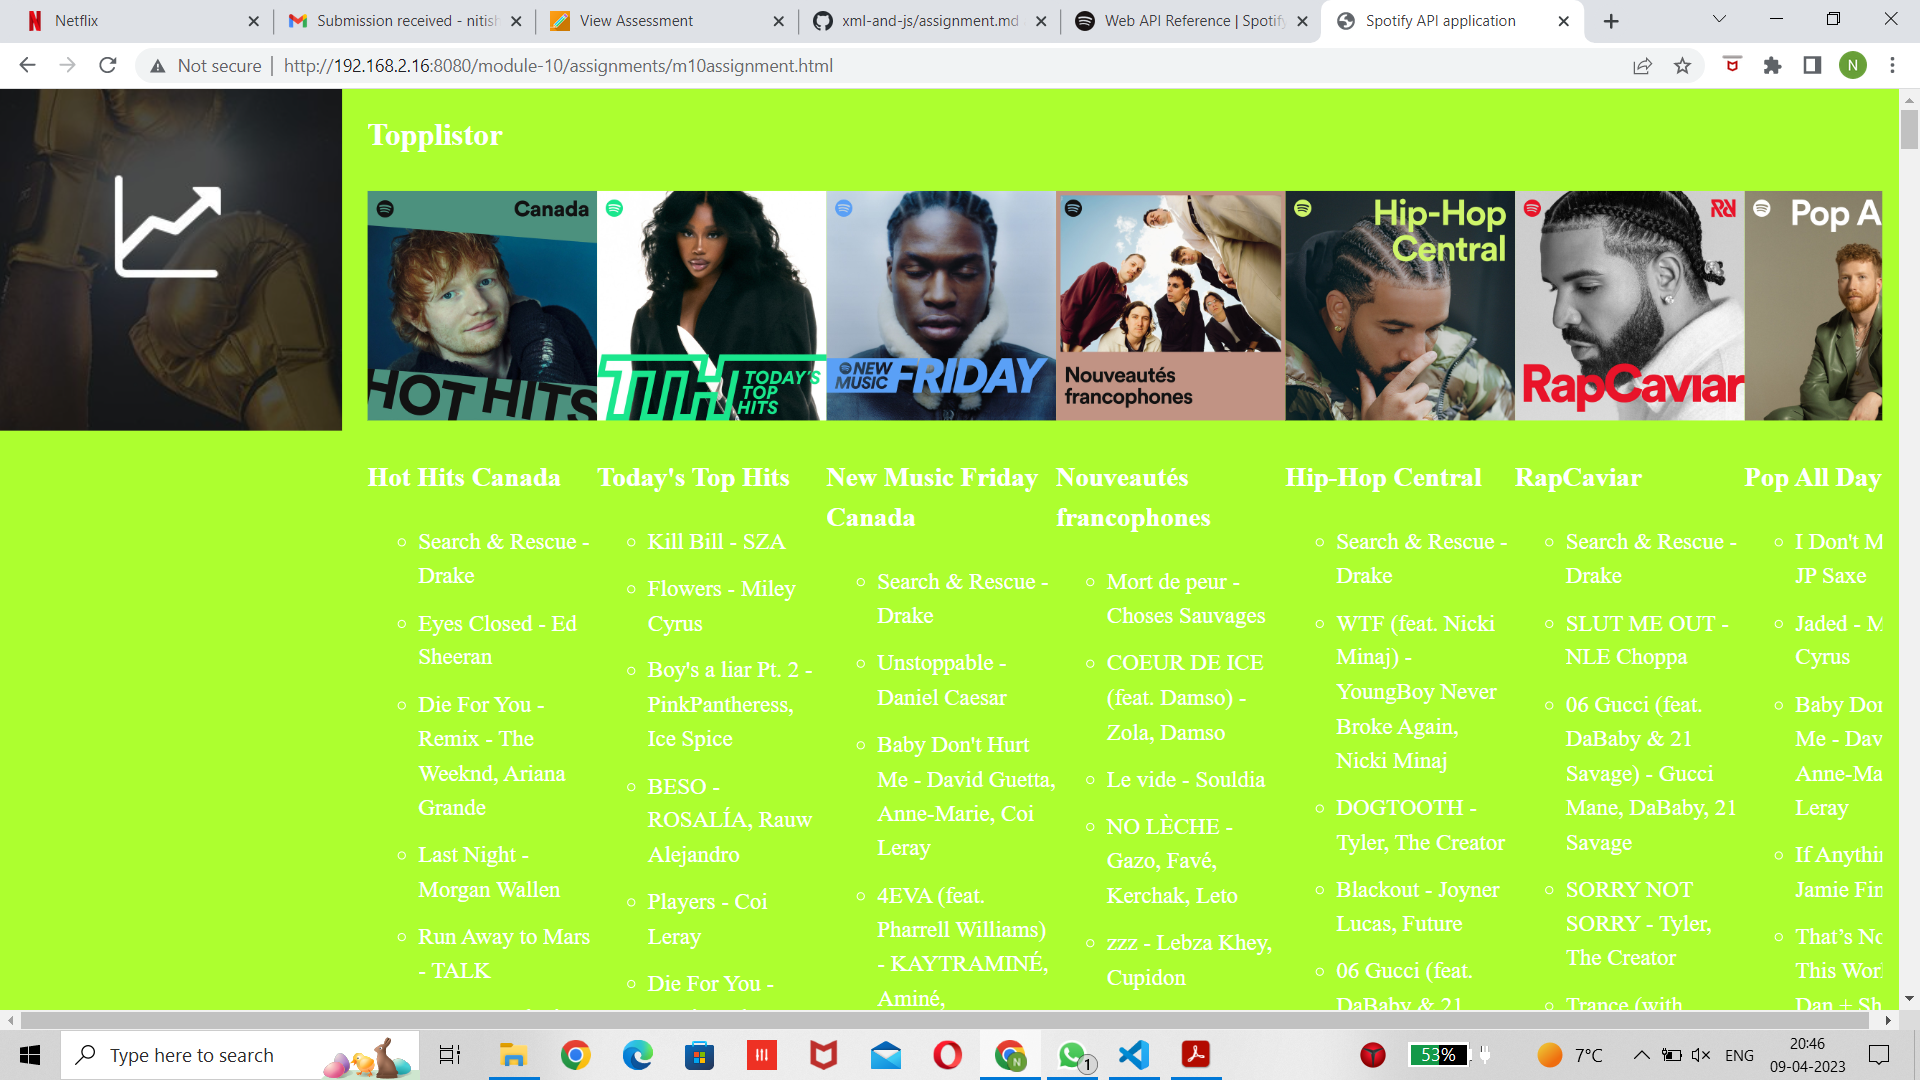 Netflix
Submission received - nitish
View Assessment
xml-and-js/assignment.md
Web API Reference | Spotify
Spotify API application
Not secure
http://192.168.2.16:8080/module-10/assignments/m10assignment.html
N
Topplistor
Canada
HOT HITS
TTH TODAY'S
TOP
HITS
NEW
MUSIC FRIDAY
Nouveautés
francophones
Hip-Hop
Central
RapCaviar
Pop A
Hot Hits Canada
Search & Rescue -
Drake
Eyes Closed - Ed
Sheeran
Die For You -
Remix - The
Weeknd, Ariana
Grande
Last Night -
Morgan Wallen
Run Away to Mars
- TALK
Today's Top Hits
Kill Bill - SZA
Flowers - Miley
Cyrus
Boy's a liar Pt. 2 -
PinkPantheress,
Ice Spice
BESO -
ROSALÍA, Rauw
Alejandro
Players - Coi
Leray
Die For You -
New Music Friday
Canada
Search & Rescue -
Drake
Unstoppable -
Daniel Caesar
Baby Don't Hurt
Me - David Guetta,
Anne-Marie, Coi
Leray
4EVA (feat.
Pharrell Williams)
- KAYTRAMINÉ,
Aminé,
Nouveautés
francophones
Mort de peur -
Choses Sauvages
COEUR DE ICE
(feat. Damso) -
Zola, Damso
Le vide - Souldia
NO LÈCHE -
Gazo, Favé,
Kerchak, Leto
zzz - Lebza Khey,
Cupidon
Hip-Hop Central
Search & Rescue -
Drake
WTF (feat. Nicki
Minaj) -
YoungBoy Never
Broke Again,
Nicki Minaj
DOGTOOTH -
Tyler, The Creator
Blackout - Joyner
Lucas, Future
06 Gucci (feat.
DaBaby & 21
RapCaviar
Search & Rescue -
Drake
SLUT ME OUT -
NLE Choppa
06 Gucci (feat.
DaBaby & 21
Savage) - Gucci
Mane, DaBaby, 21
Savage
SORRY NOT
SORRY - Tyler,
The Creator
Trance (with
Pop All Day
I Don't M
JP Saxe
Jaded - M
Cyrus
Baby Don
Me - Dav
Anne-Ma
Leray
If Anythin
Jamie Fin
That's No
This Worl
Dan + Sh
Type here to search
N
1
53%
7°C
ENG
20:46
09-04-2023